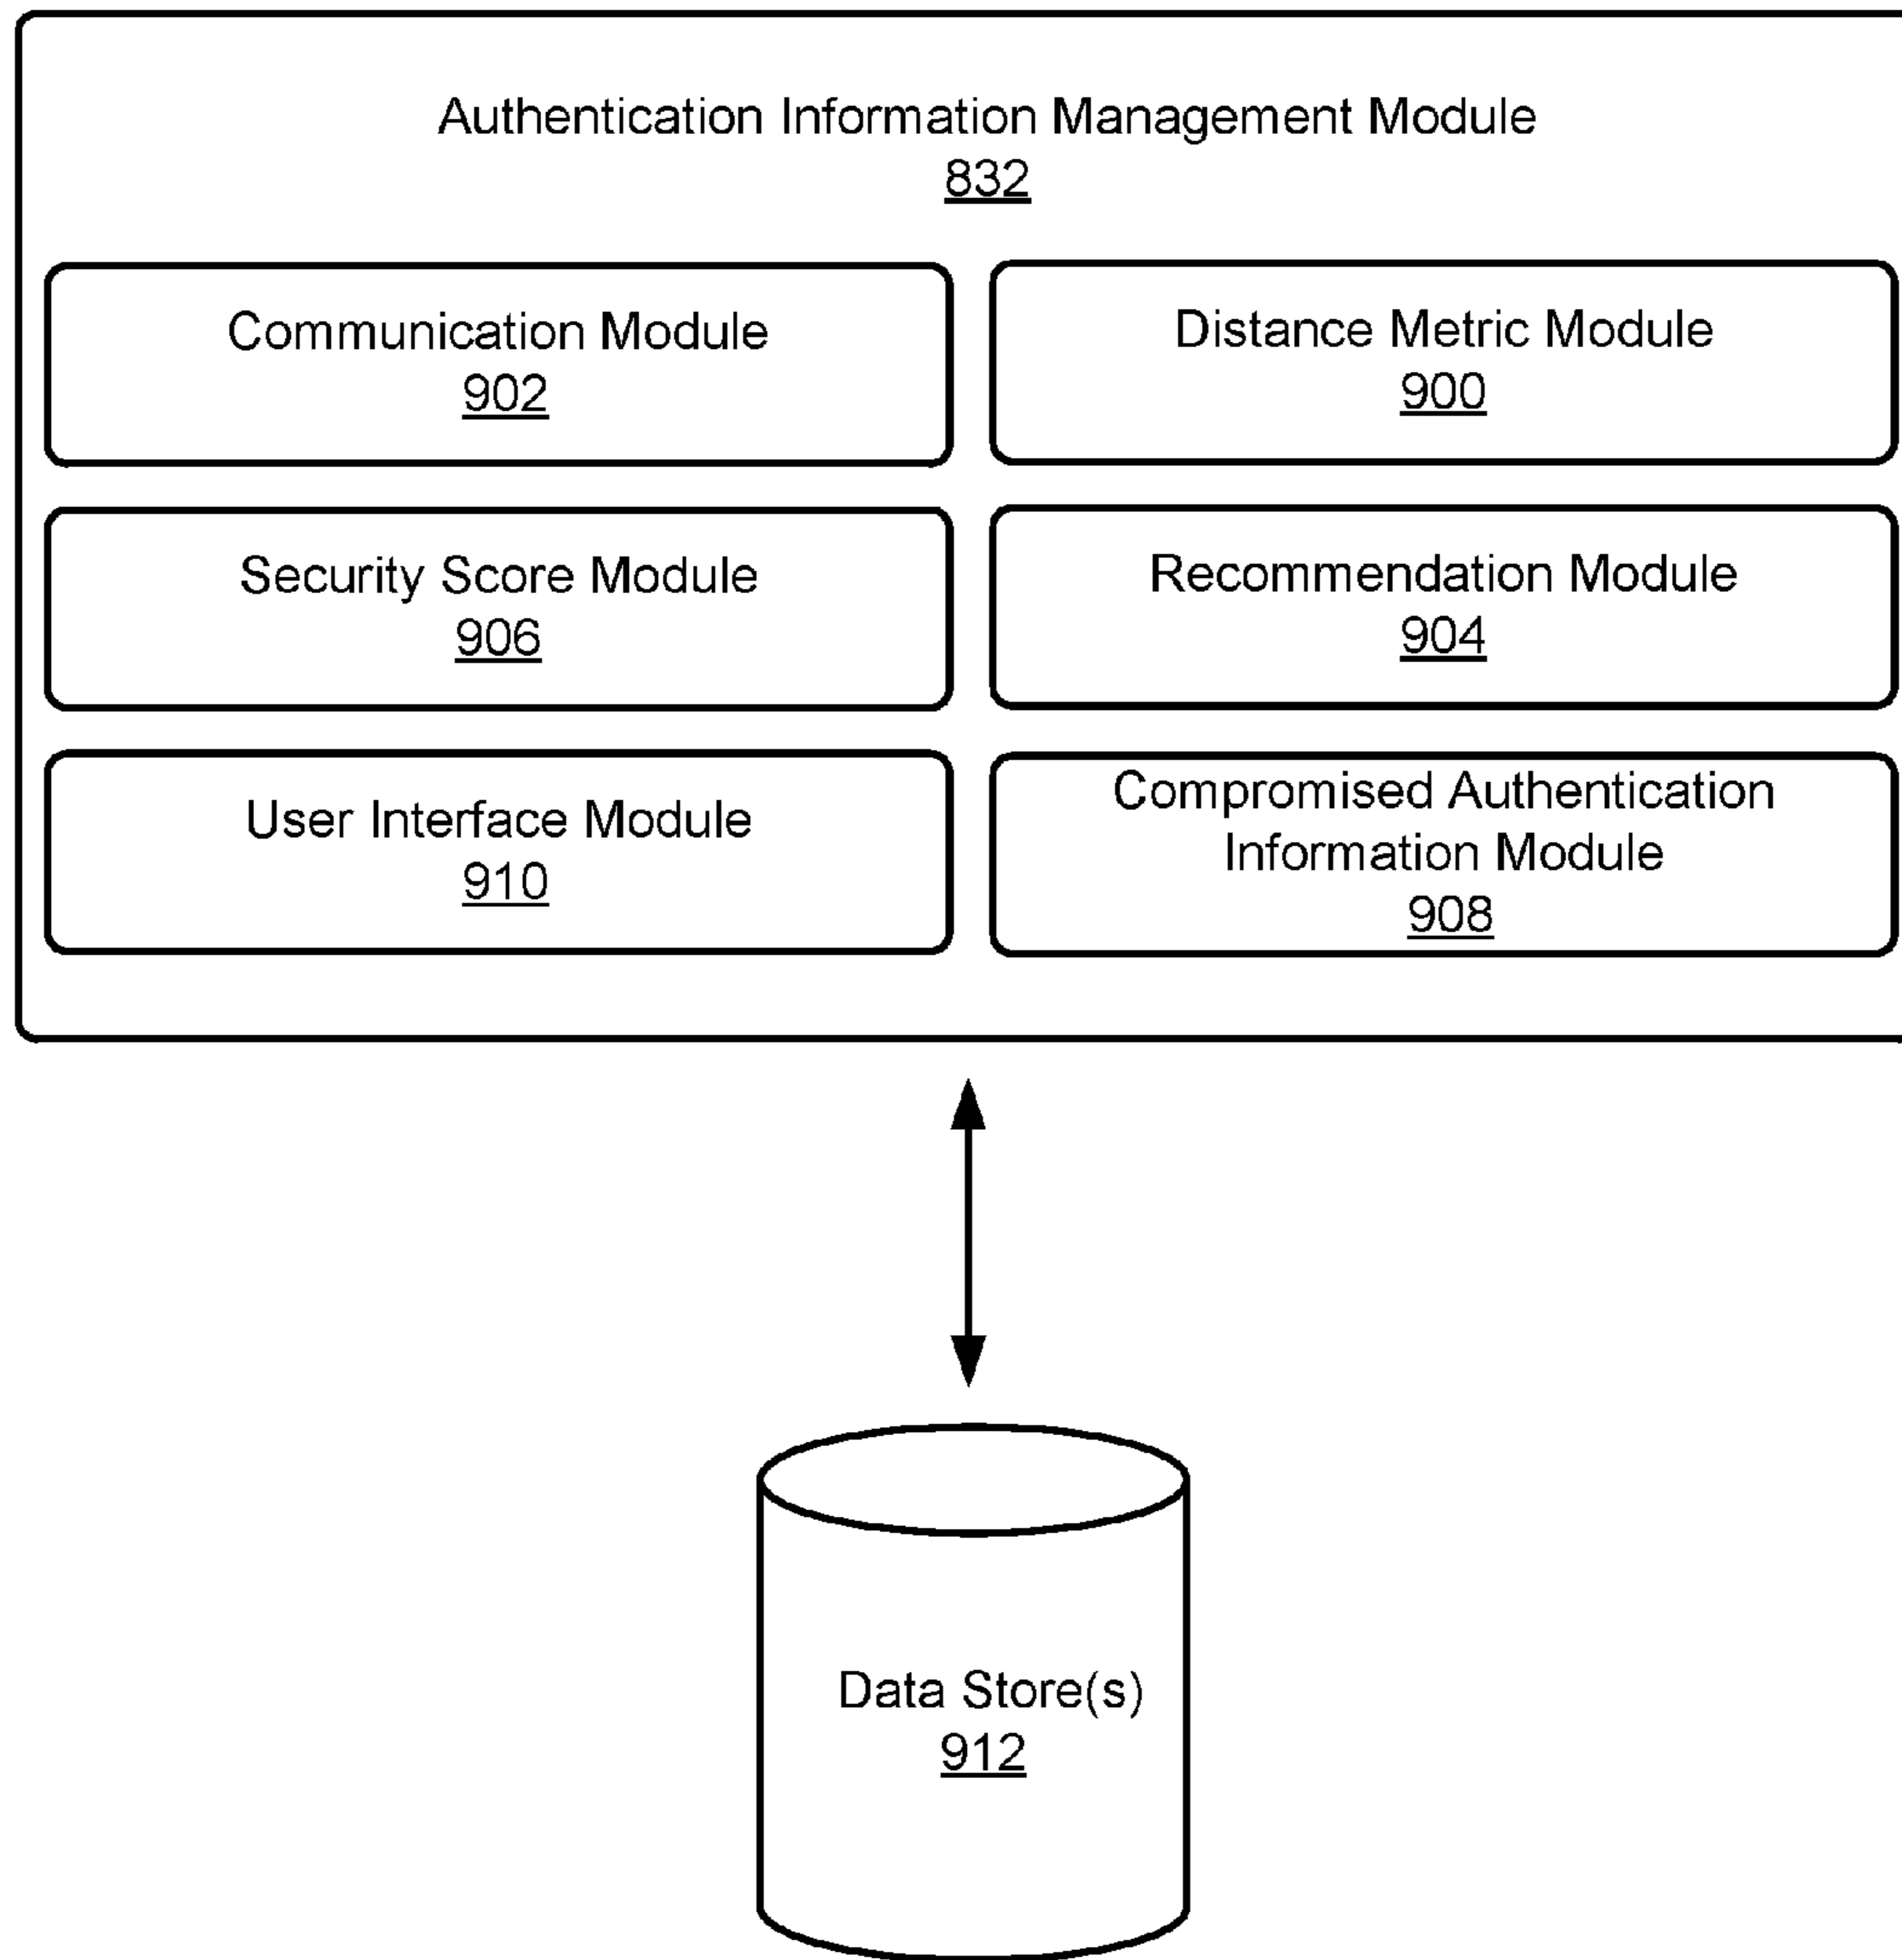 Authentication Information Management Module
832
Communication Module
902
Distance Metric Module
900
Security Score Module
906
Recommendation Module
904
User Interface Module
910
Compromised Authentication
Information Module
908
Data Store(s)
912